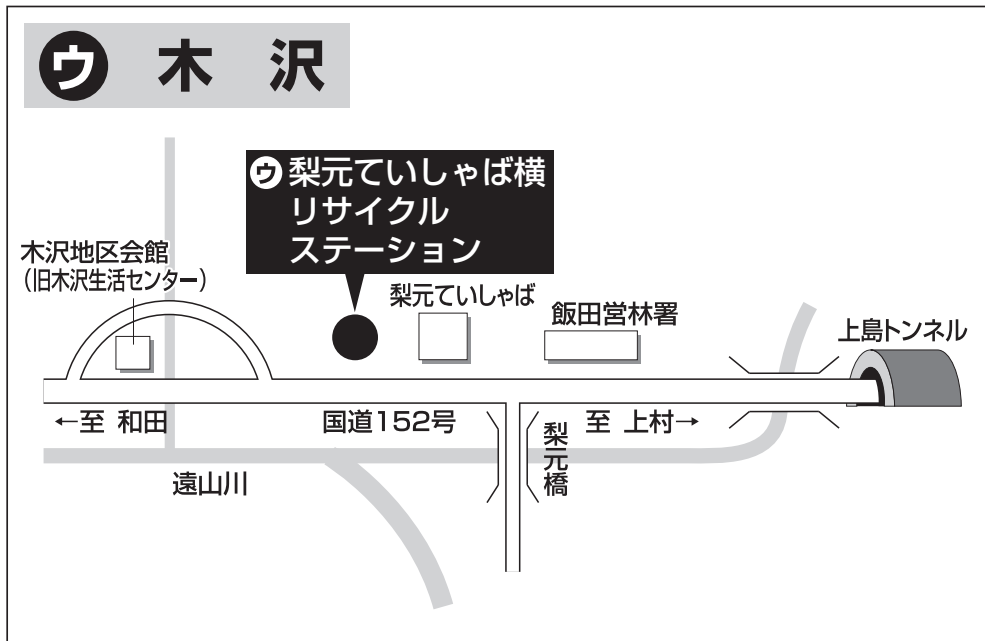 ウ 木沢
ウ 梨元ていしゃば横
リサイクル
ステーション
木沢地区会館
（旧木沢生活センター）
梨元ていしゃば
飯田営林署
上島トンネル
←至 和田
国道152号
至 上村→
梨元橋
遠山川